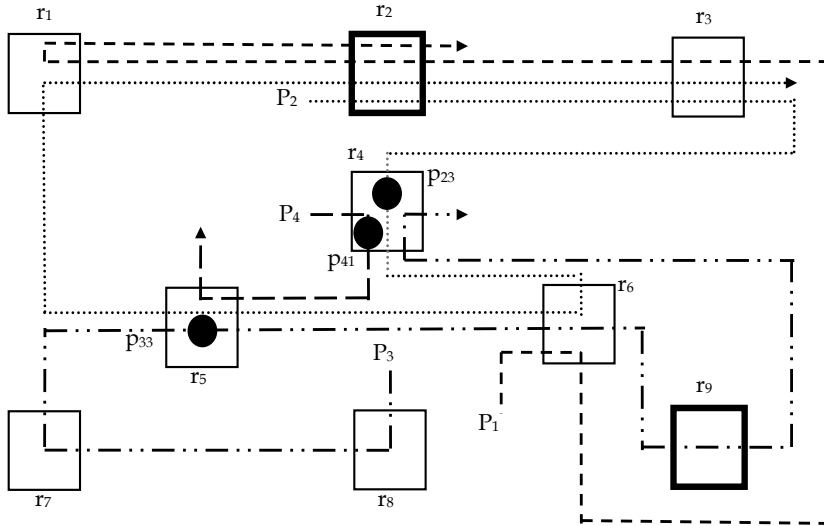 r₁
r₂
r₃
P₂
r₄
p₂₃
P₄
p₄₁
r₆
p₃₃
r₅
P₃
r₉
P₁
r₇
r₈